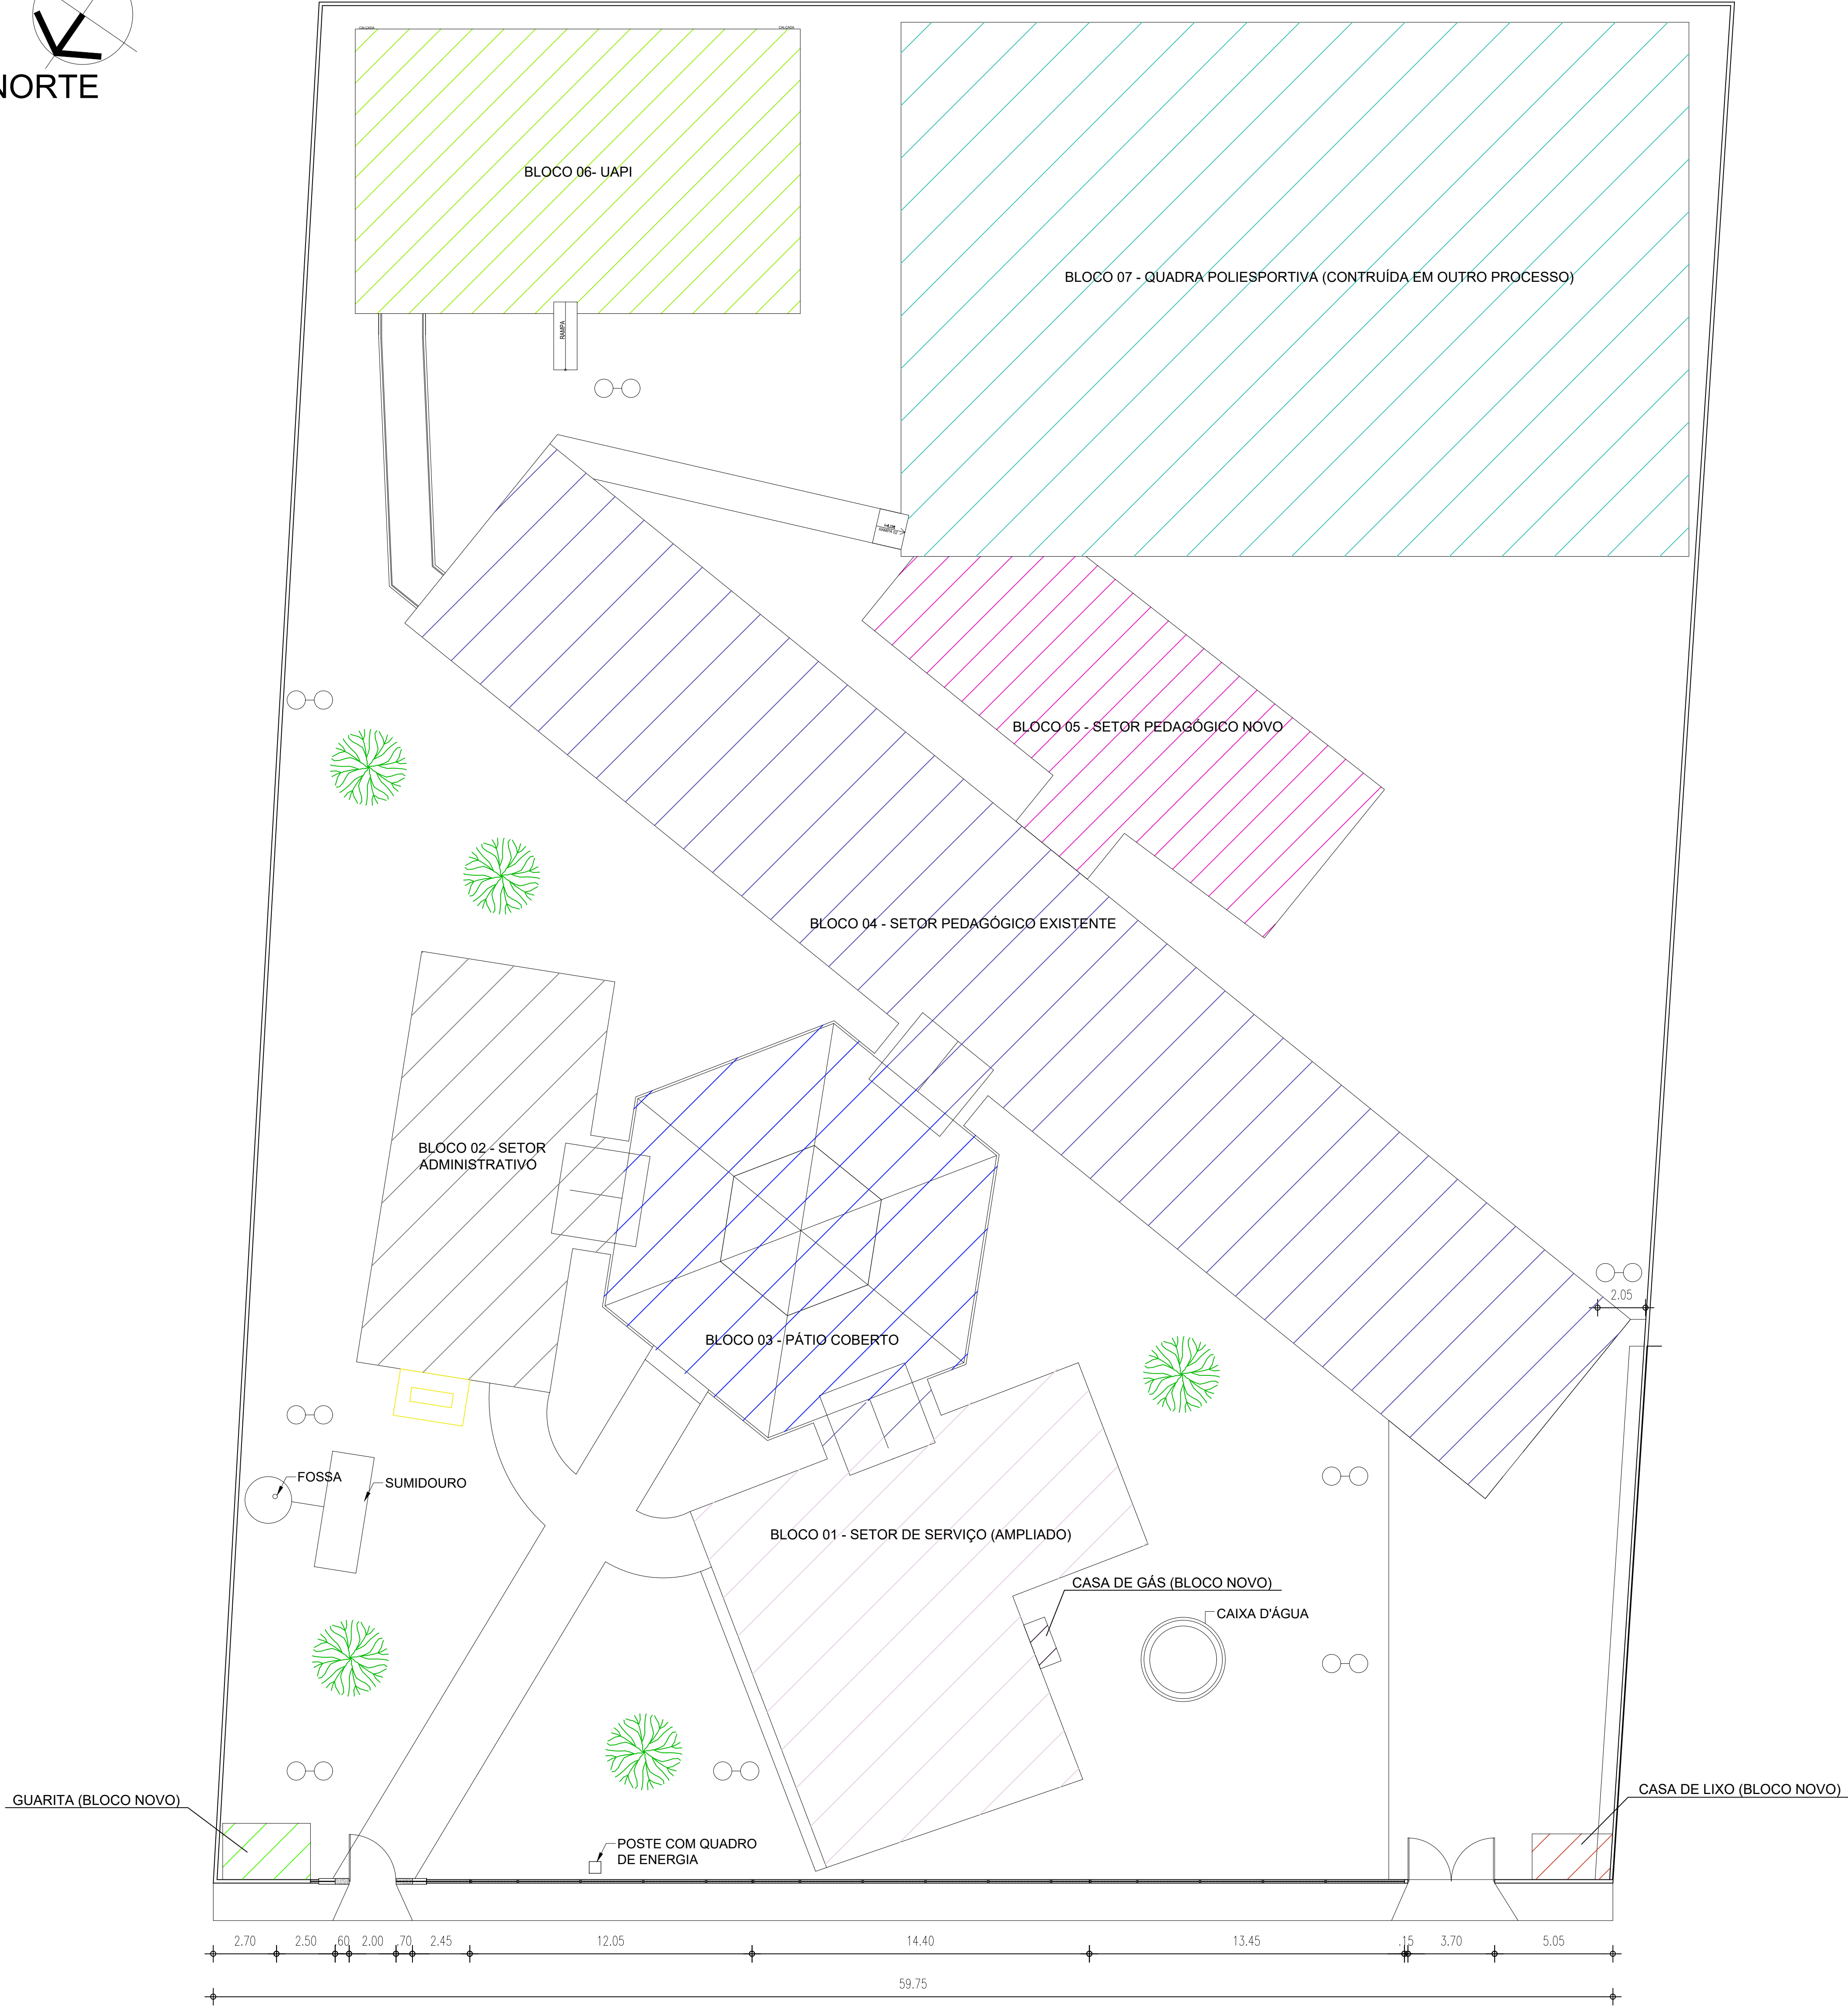 NORTE
CALÇADA
CALÇADA
BLOCO 06- UAPI
BLOCO 07 - QUADRA POLIESPORTIVA (CONTRUÍDA EM OUTRO PROCESSO)
RAMPA
BLOCO 05 - SETOR PEDAGÓGICO NOVO
BLOCO 04 - SETOR PEDAGÓGICO EXISTENTE
BLOCO 02 - SETOR
ADMINISTRATIVO
2.05
BLOCO 03 - PÁTIO COBERTO
FOSSA
SUMIDOURO
BLOCO 01 - SETOR DE SERVIÇO (AMPLIADO)
CASA DE GÁS (BLOCO NOVO)
CAIXA D'ÁGUA
GUARITA (BLOCO NOVO)
CASA DE LIXO (BLOCO NOVO)
POSTE COM QUADRO
DE ENERGIA
2.70 2.50 .60 2.00 .70 2.45 12.05 14.40 13.45 .15 3.70 5.05
59.75